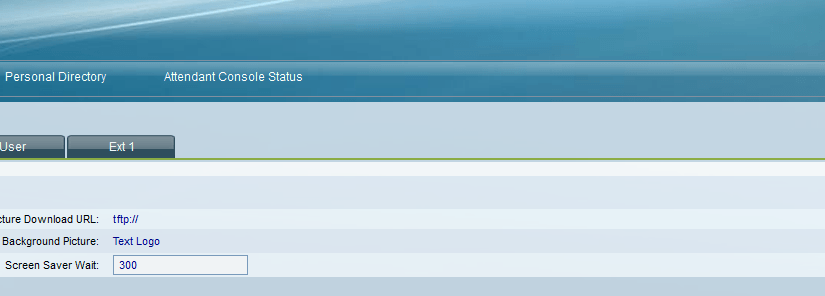 Personal Directory Attendant Console Status
User Ext 1
cture Download URL: tftp://
Background Picture: Text Logo
Screen Saver Wait: 300